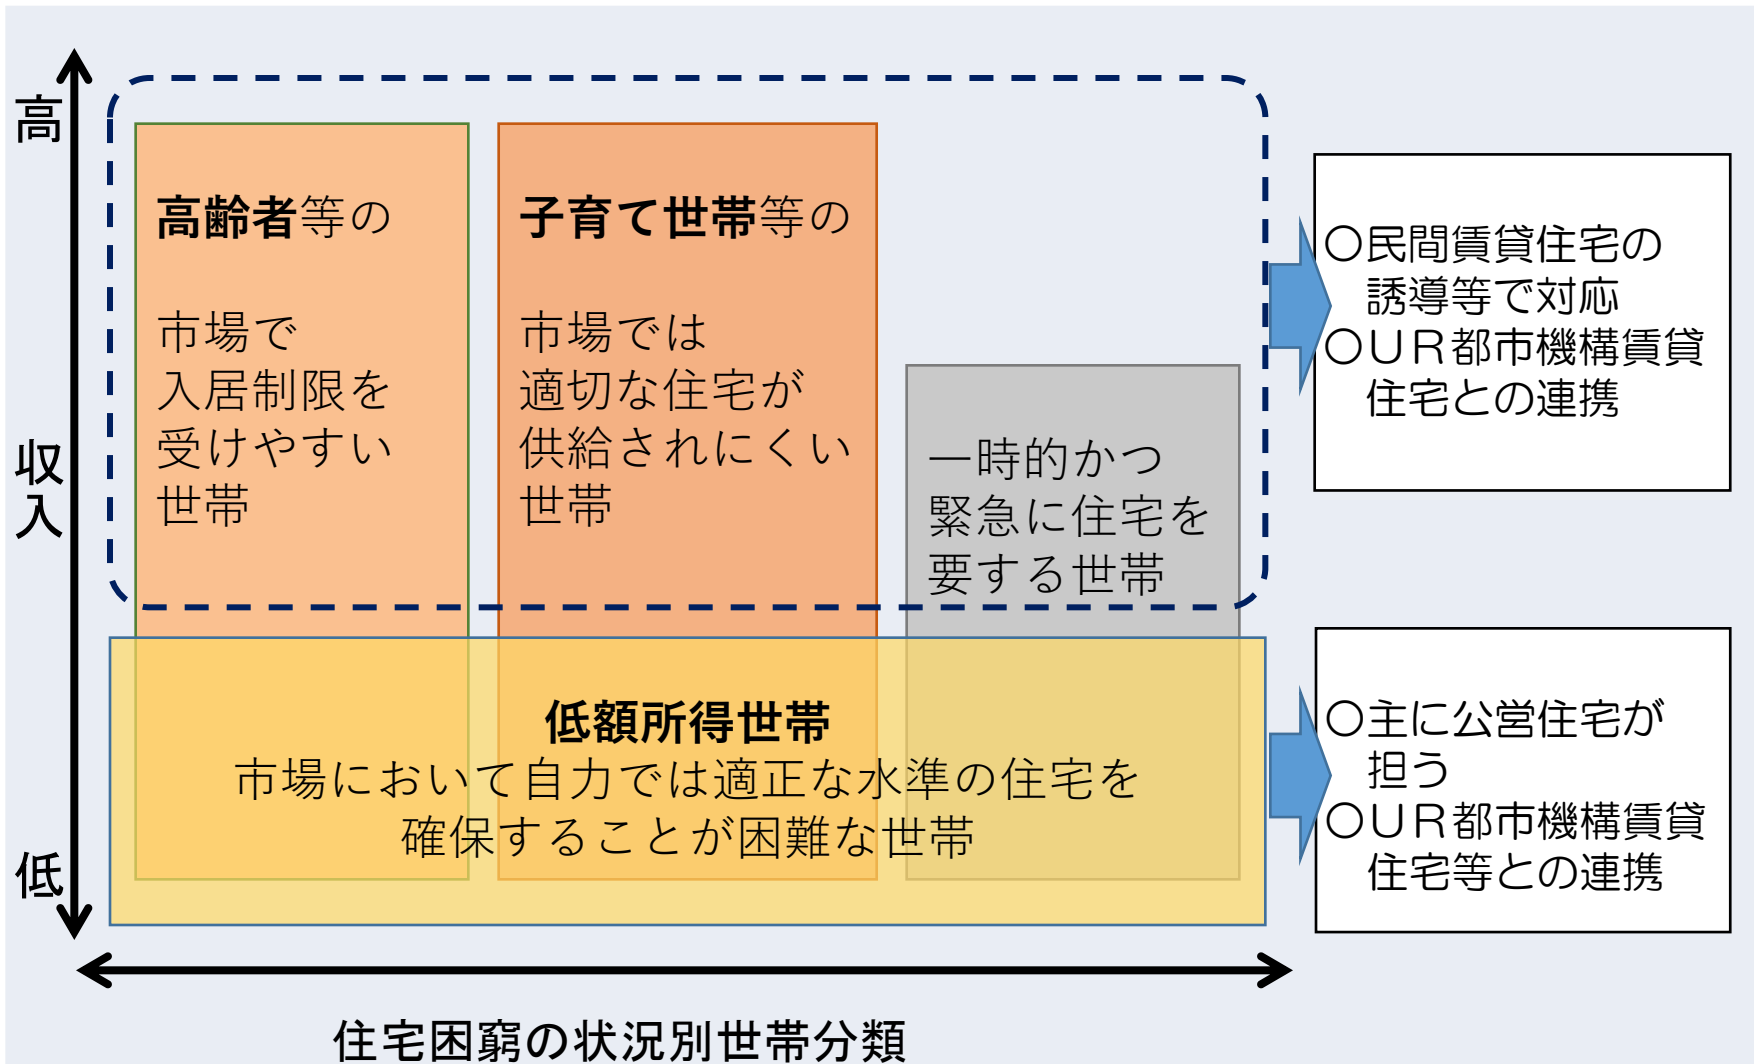 高
収
入
低
高齢者等の
市場で
入居制限を
受けやすい
世帯
子育て世帯等の
市場では
適切な住宅が
供給されにくい
世帯
一時的かつ
緊急に住宅を
要する世帯
低額所得世帯
市場において自力では適正な水準の住宅を
確保することが困難な世帯
〇民間賃貸住宅の
誘導等で対応
〇ＵＲ都市機構賃貸
住宅との連携
〇主に公営住宅が
担う
〇ＵＲ都市機構賃貸
住宅等との連携
住宅困窮の状況別世帯分類